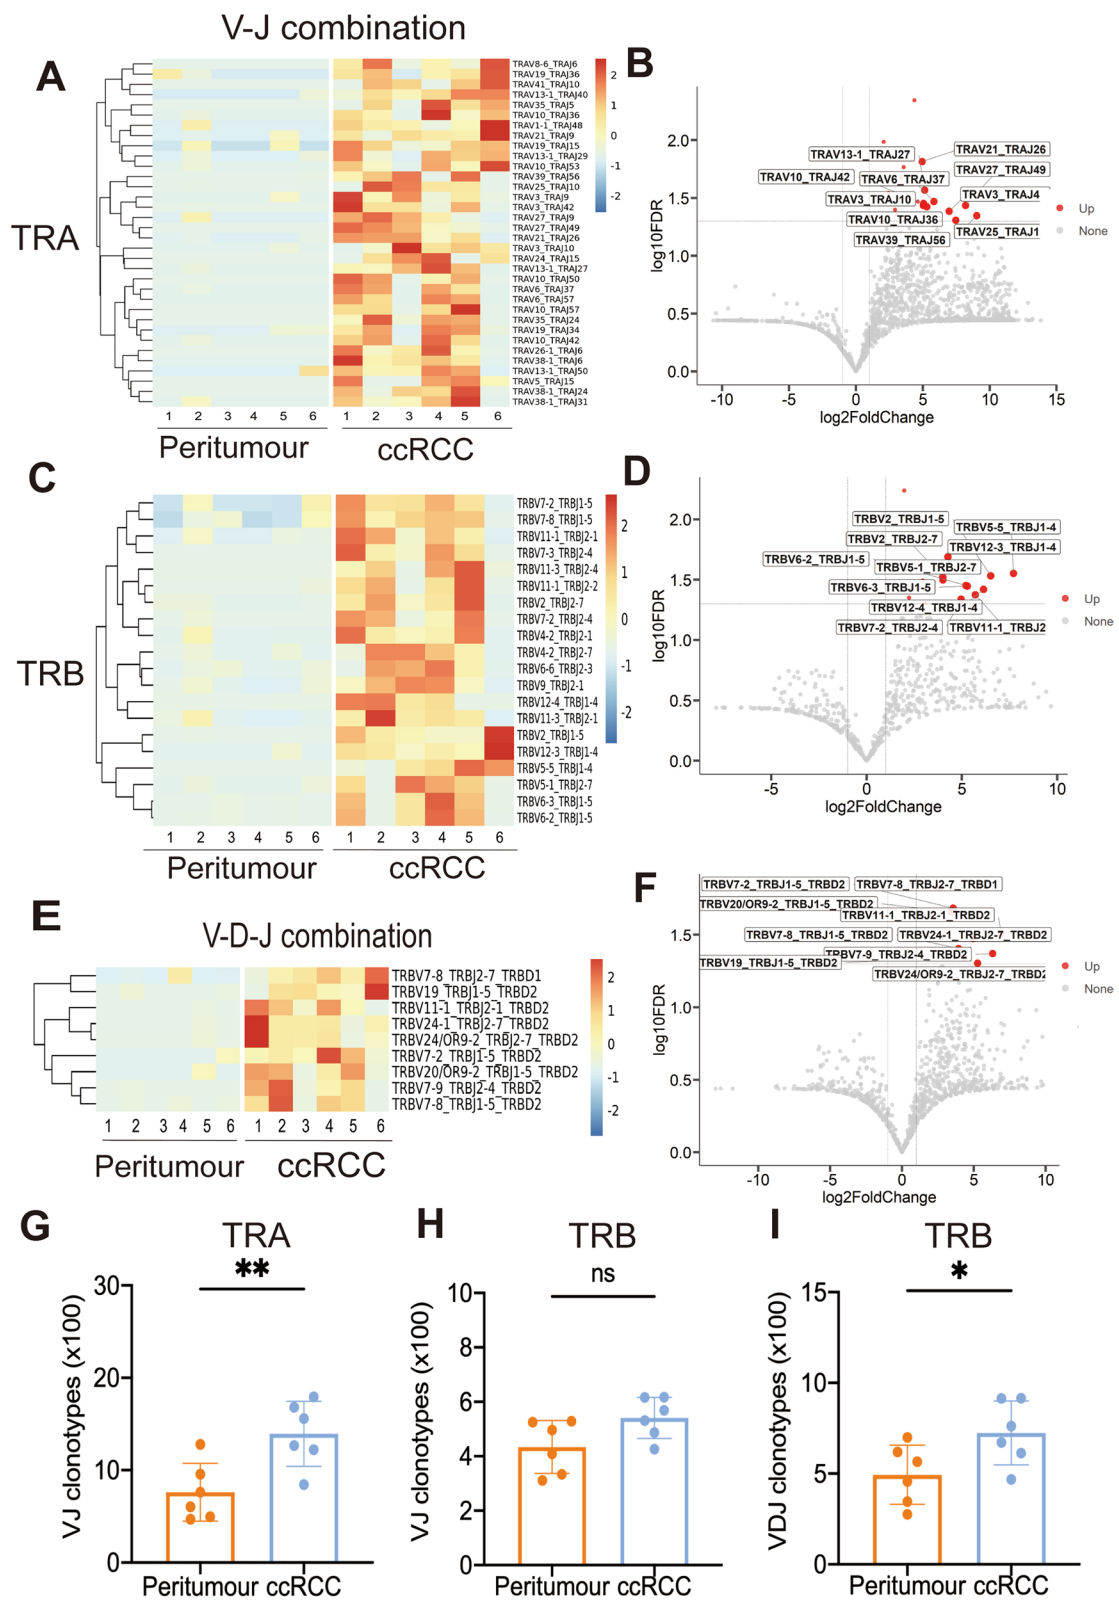 V-J combination
A
TRA
TRAV8-6_TRAJ6
TRAV19_TRAJ36
TRAV41_TRAJ10
TRAV13-1_TRAJ40
TRAV35_TRAJ5
TRAV10_TRAJ36
TRAV1-1_TRAJ48
TRAV21_TRAJ9
TRAV19_TRAJ15
TRAV13-1_TRAJ29
TRAV10_TRAJ53
TRAV39_TRAJ56
TRAV25_TRAJ10
TRAV3_TRAJ9
TRAV3_TRAJ42
TRAV27_TRAJ9
TRAV27_TRAJ49
TRAV21_TRAJ26
TRAV3_TRAJ10
TRAV24_TRAJ15
TRAV13-1_TRAJ27
TRAV10_TRAJ50
TRAV6_TRAJ37
TRAV6_TRAJ57
TRAV10_TRAJ57
TRAV35_TRAJ24
TRAV19_TRAJ34
TRAV10_TRAJ42
TRAV26-1_TRAJ6
TRAV38-1_TRAJ6
TRAV13-1_TRAJ50
TRAV5_TRAJ15
TRAV38-1_TRAJ24
TRAV38-1_TRAJ31
2
1
0
-1
-2
1 2 3 4 5 6 1 2 3 4 5 6
Peritumour ccRCC
B
log10FDR
2.0
1.5
1.0
0.5
0.0
TRAV13-1_TRAJ27
TRAV21_TRAJ26
TRAV10_TRAJ42
TRAV6_TRAJ37
TRAV27_TRAJ49
TRAV3_TRAJ10
TRAV3_TRAJ4
TRAV10_TRAJ36
TRAV39_TRAJ56
TRAV25_TRAJ1
Up
None
-10 -5 0 5 10 15
log2FoldChange
C
TRB
TRBV7-2_TRBJ1-5
TRBV7-8_TRBJ1-5
TRBV11-1_TRBJ2-1
TRBV7-3_TRBJ2-4
TRBV11-3_TRBJ2-4
TRBV11-1_TRBJ2-2
TRBV2_TRBJ2-7
TRBV7-2_TRBJ2-4
TRBV4-2_TRBJ2-1
TRBV4-2_TRBJ2-7
TRBV6-6_TRBJ2-3
TRBV9_TRBJ2-1
TRBV12-4_TRBJ1-4
TRBV11-3_TRBJ2-1
TRBV2_TRBJ1-5
TRBV12-3_TRBJ1-4
TRBV5-5_TRBJ1-4
TRBV5-1_TRBJ2-7
TRBV6-3_TRBJ1-5
TRBV6-2_TRBJ1-5
2
1
0
-1
-2
1 2 3 4 5 6 1 2 3 4 5 6
Peritumour ccRCC
D
log10FDR
2.0
1.5
1.0
0.5
0.0
TRBV2_TRBJ1-5
TRBV5-5_TRBJ1-4
TRBV2_TRBJ2-7
TRBV12-3_TRBJ1-4
TRBV6-2_TRBJ1-5
TRBV5-1_TRBJ2-7
TRBV6-3_TRBJ1-5
TRBV12-4_TRBJ1-4
TRBV7-2_TRBJ2-4
TRBV11-1_TRBJ2
Up
None
-5 0 5 10
log2FoldChange
E
V-D-J combination
TRBV7-8_TRBJ2-7_TRBD1
TRBV19_TRBJ1-5_TRBD2
TRBV11-1_TRBJ2-1_TRBD2
TRBV24-1_TRBJ2-7_TRBD2
TRBV24/OR9-2_TRBJ2-7_TRBD2
TRBV7-2_TRBJ1-5_TRBD2
TRBV20/OR9-2_TRBJ1-5_TRBD2
TRBV7-9_TRBJ2-4_TRBD2
TRBV7-8_TRBJ1-5_TRBD2
2
1
0
-1
-2
1 2 3 4 5 6 1 2 3 4 5 6
Peritumour ccRCC
F
log10FDR
1.5
1.0
0.5
0.0
TRBV7-2_TRBJ1-5_TRBD2
TRBV7-8_TRBJ2-7_TRBD1
TRBV20/OR9-2_TRBJ1-5_TRBD2
TRBV11-1_TRBJ2-1_TRBD2
TRBV7-8_TRBJ1-5_TRBD2
TRBV24-1_TRBJ2-7_TRBD2
TRBV7-9_TRBJ2-4_TRBD2
TRBV19_TRBJ1-5_TRBD2
TRBV24/OR9-2_TRBJ2-7_TRBD2
Up
None
-10 -5 0 5 10
log2FoldChange
G
TRA
**
VJ clonotypes (x100)
30
20
10
0
Peritumour ccRCC
H
TRB
ns
VJ clonotypes (x100)
10
8
6
4
2
0
Peritumour ccRCC
I
TRB
*
VDJ clonotypes (x100)
15
10
5
0
Peritumour ccRCC